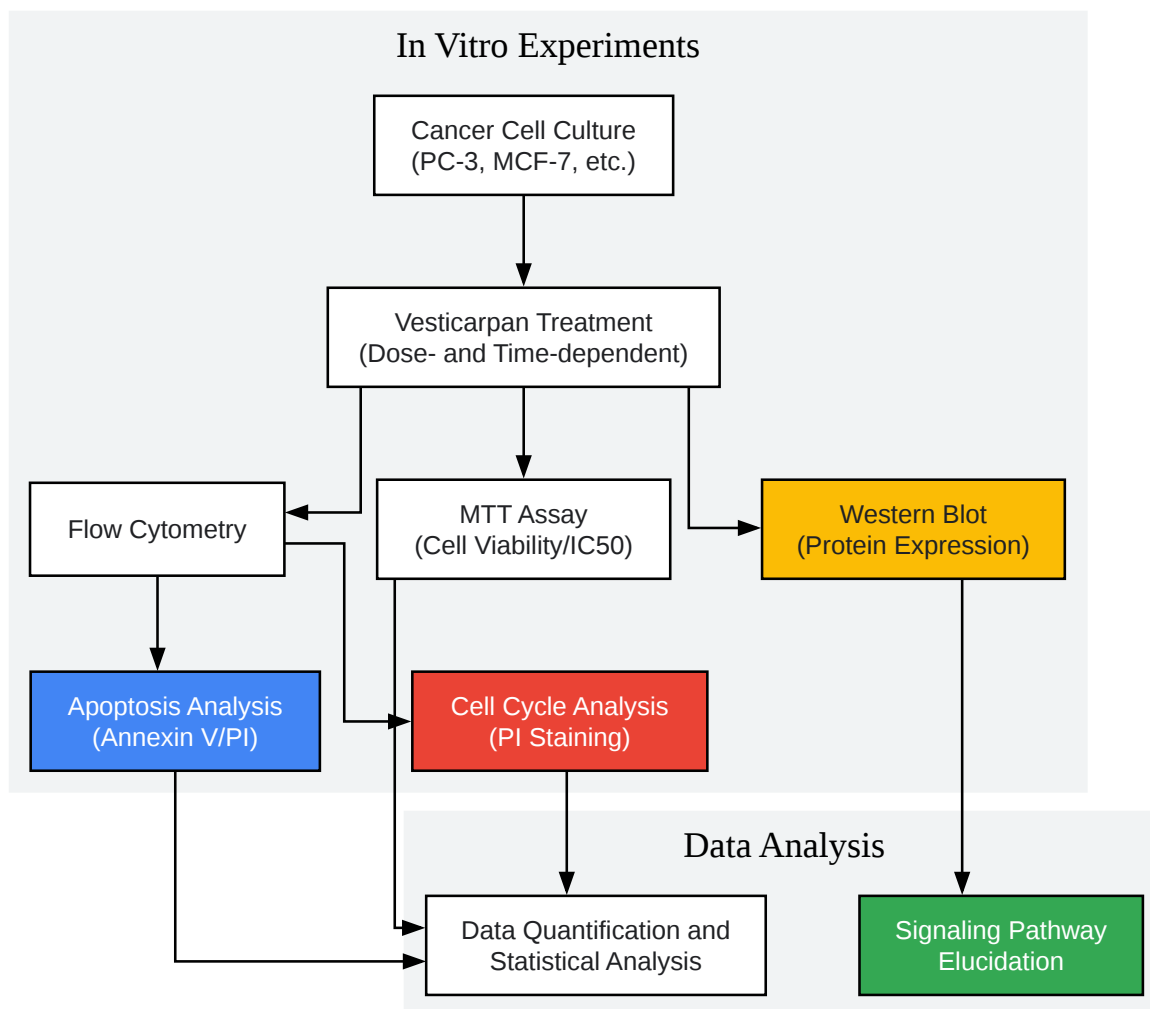 In Vitro Experiments
Cancer Cell Culture
(PC-3, MCF-7, etc.)
Vesticarpan Treatment
(Dose- and Time-dependent)
Flow Cytometry
MTT Assay
(Cell Viability/IC50)
Western Blot
(Protein Expression)
Apoptosis Analysis
(Annexin V/PI)
Cell Cycle Analysis
(PI Staining)
Data Analysis
Data Quantification and
Statistical Analysis
Signaling Pathway
Elucidation